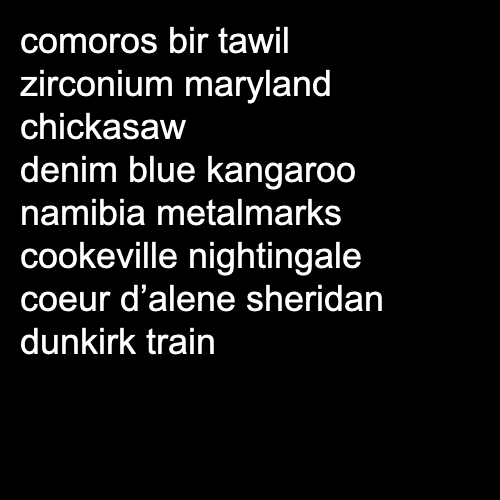 comoros bir tawil
zirconium maryland
chickasaw
denim blue kangaroo
namibia metalmarks
cookeville nightingale
coeur d’alene sheridan
dunkirk train